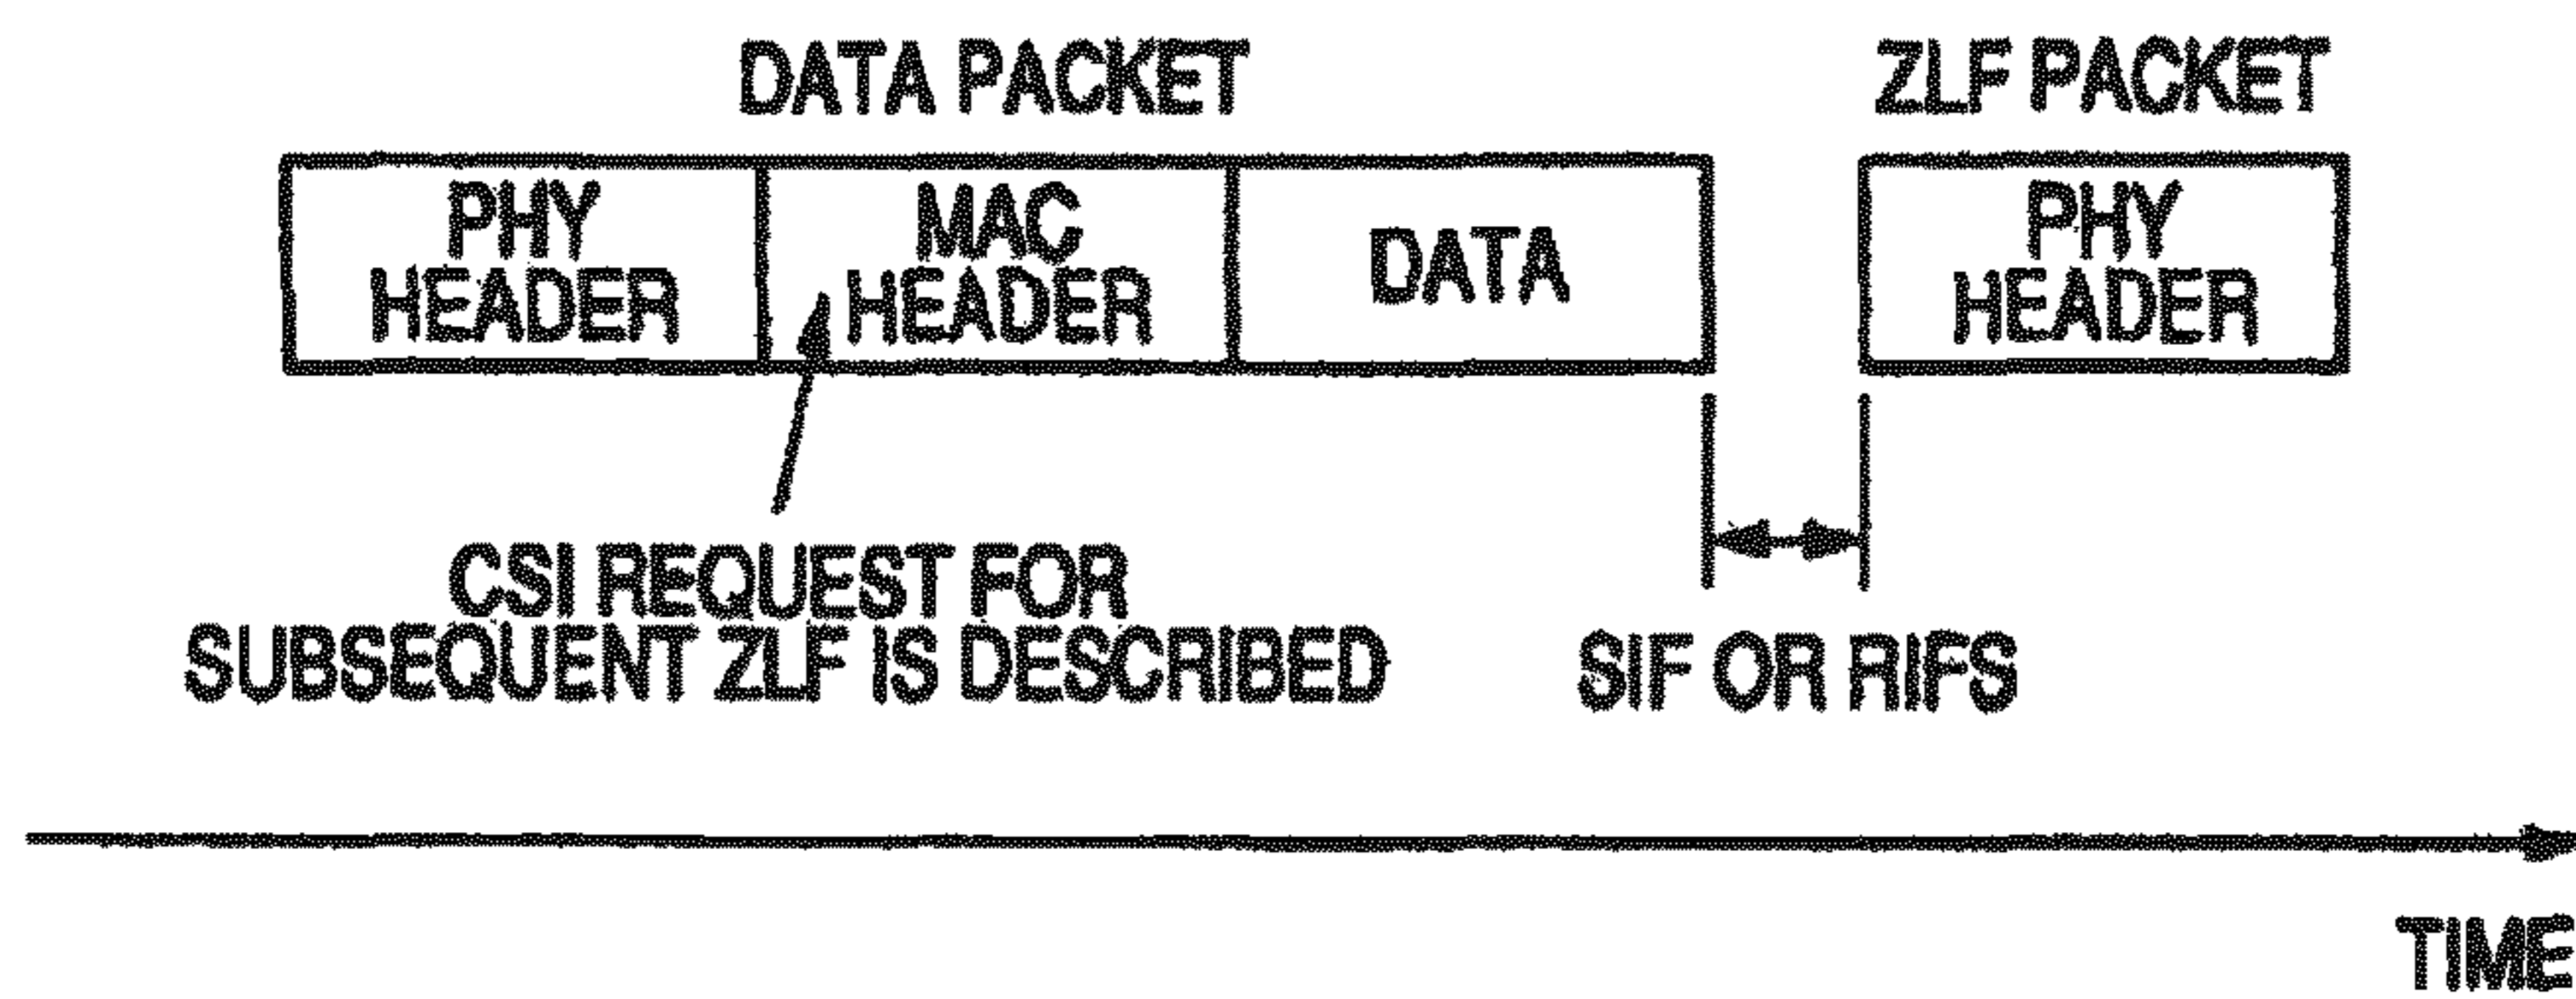 DATA PACKET
ZLF PACKET
PHY
HEADER
MAC
HEADER
DATA
PHY
HEADER
CSI REQUEST FOR
SUBSEQUENT ZLF IS DESCRIBED
SIF OR RIFS
TIME